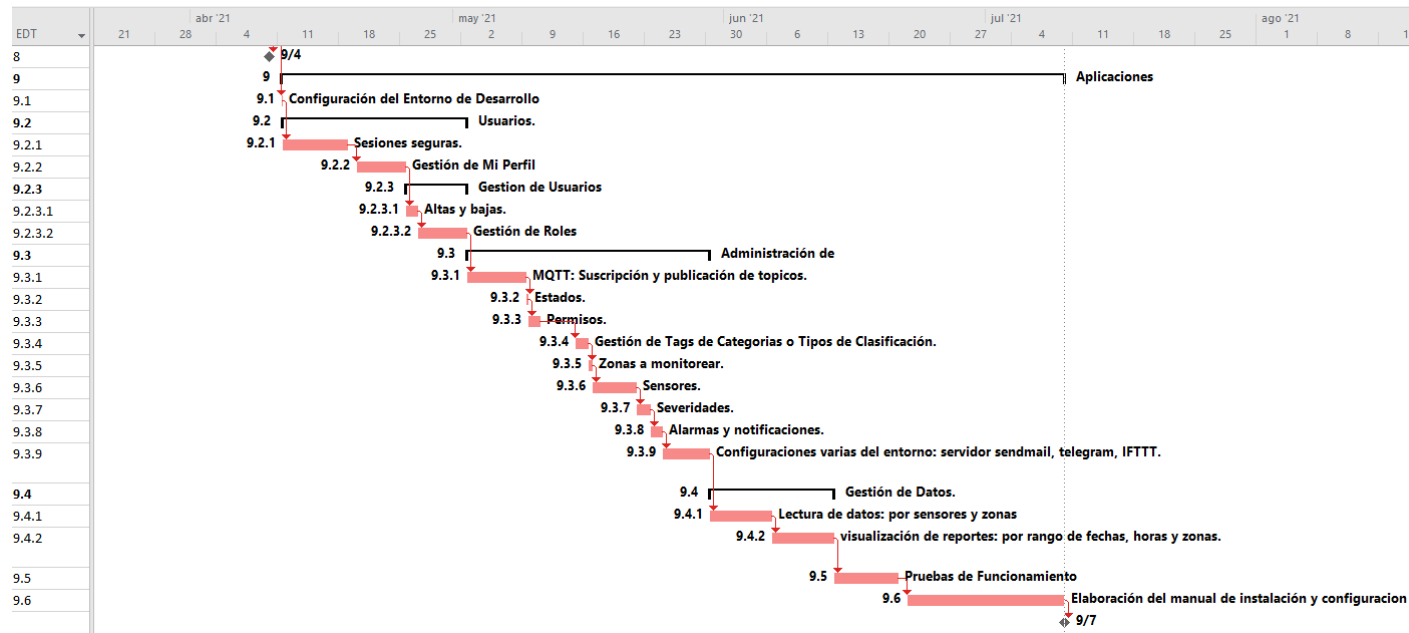 abr '21 may '21 jun '21 jul '21 ago '21
EDT 21 28 4 11 18 25 2 9 16 23 30 6 13 20 27 4 11 18 25 1 8 1
8 9/4
9 9 Aplicaciones
9.1 9.1 Configuración del Entorno de Desarrollo
9.2 9.2 Usuarios.
9.2.1 9.2.1 Sesiones seguras.
9.2.2 9.2.2 Gestión de Mi Perfil
9.2.3 9.2.3 Gestion de Usuarios
9.2.3.1 9.2.3.1 Altas y bajas.
9.2.3.2 9.2.3.2 Gestión de Roles
9.3 9.3 Administración de
9.3.1 9.3.1 MQTT: Suscripción y publicación de topicos.
9.3.2 9.3.2 Estados.
9.3.3 9.3.3 Permisos.
9.3.4 9.3.4 Gestión de Tags de Categorias o Tipos de Clasificación.
9.3.5 9.3.5 Zonas a monitorear.
9.3.6 9.3.6 Sensores.
9.3.7 9.3.7 Severidades.
9.3.8 9.3.8 Alarmas y notificaciones.
9.3.9 9.3.9 Configuraciones varias del entorno: servidor sendmail, telegram, IFTTT.
9.4 9.4 Gestión de Datos.
9.4.1 9.4.1 Lectura de datos: por sensores y zonas
9.4.2 9.4.2 visualización de reportes: por rango de fechas, horas y zonas.
9.5 9.5 Pruebas de Funcionamiento
9.6 9.6 Elaboración del manual de instalación y configuracion
9/7